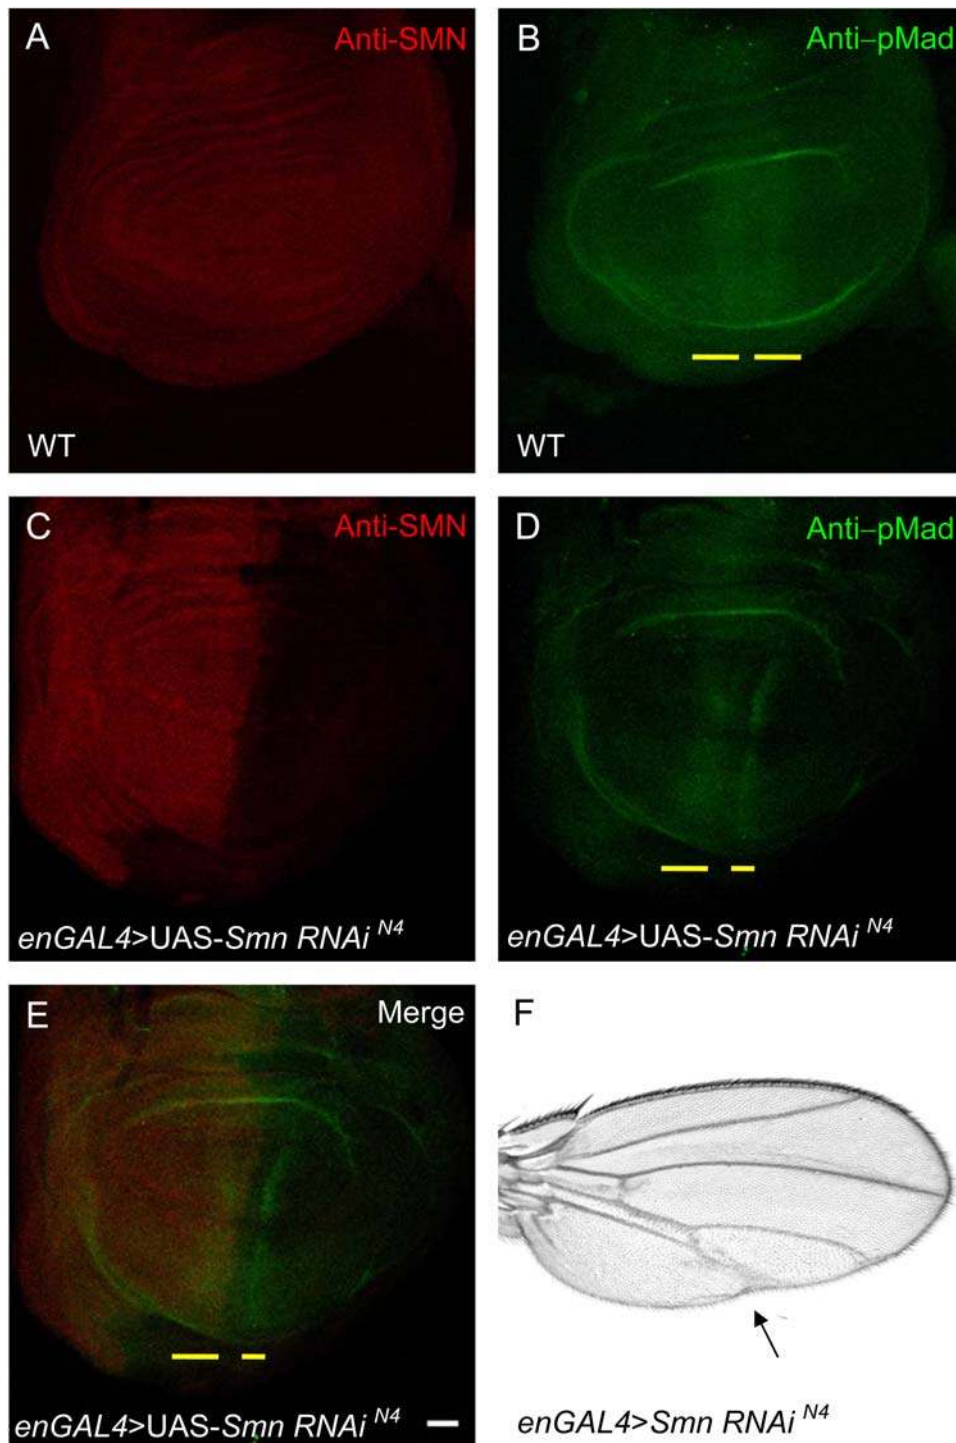 A Anti-SMN
WT
B Anti–pMad
WT
C Anti-SMN
enGAL4>UAS-Smn RNAi N4
D Anti–pMad
enGAL4>UAS-Smn RNAi N4
E Merge
enGAL4>UAS-Smn RNAi N4
F
enGAL4>Smn RNAi N4